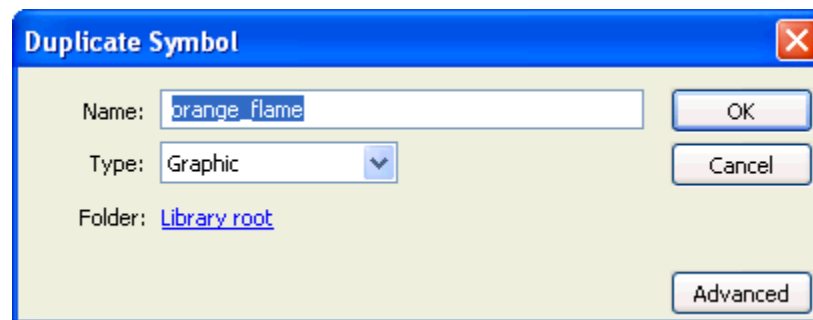 Duplicate Symbol
Name: orange_flame OK
Type: Graphic Cancel
Folder: Library root
Advanced